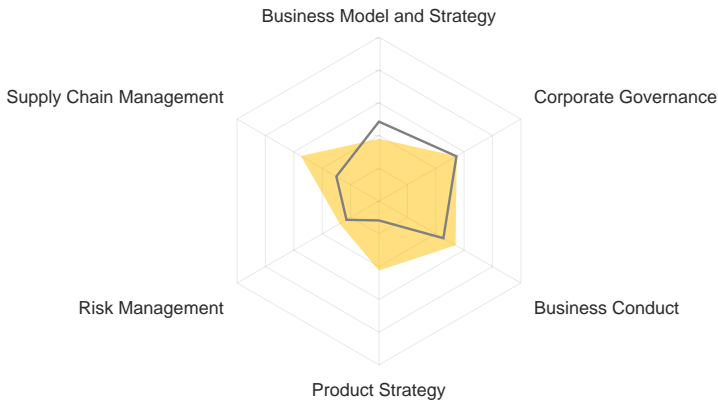 Business Model and Strategy
Supply Chain Management
Corporate Governance
Risk Management
Business Conduct
Product Strategy